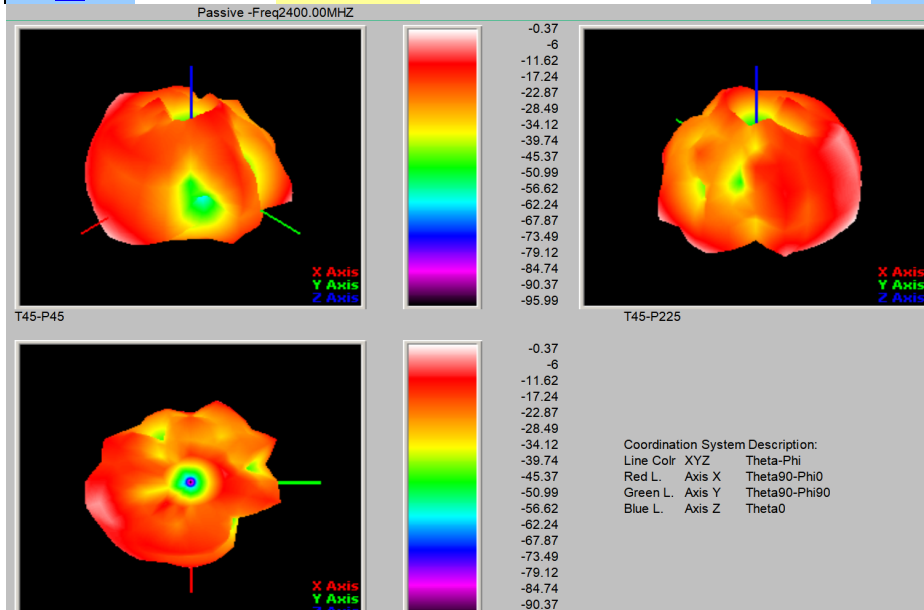 Passive -Freq2400.00MHZ
-0.37
-6
-11.62
-17.24
-22.87
-28.49
-34.12
-39.74
-45.37
-50.99
-56.62
-62.24
-67.87
-73.49
-79.12
-84.74
-90.37
-95.99
X Axis
Y Axis
Z Axis
X Axis
Y Axis
Z Axis
T45-P45
T45-P225
-0.37
-6
-11.62
-17.24
-22.87
-28.49
-34.12
-39.74
-45.37
-50.99
-56.62
-62.24
-67.87
-73.49
-79.12
-84.74
-90.37
X Axis
Y Axis
Coordination System Description:
Line Colr XYZ Theta-Phi
Red L. Axis X Theta90-Phi0
Green L. Axis Y Theta90-Phi90
Blue L. Axis Z Theta0